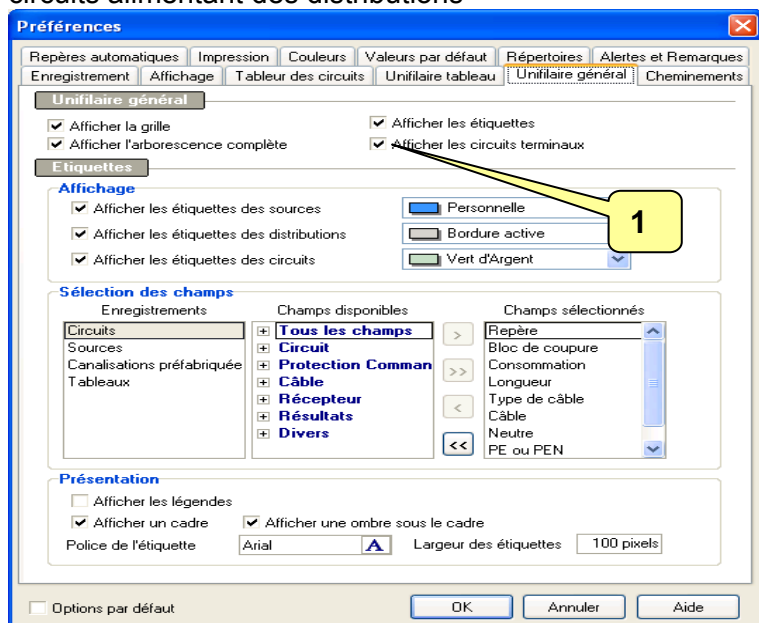 circuits alimentant des distributions
Préférences
Repères automatiques Impression Couleurs Valeurs par défaut Répertoires Alertes et Remarques
Enregistrement Affichage Tableur des circuits Unifilaire tableau Unifilaire général Cheminements
Unifilaire général
Afficher la grille Afficher les étiquettes
Afficher l'arborescence complète Afficher les circuits terminaux
Etiquettes
Affichage
Afficher les étiquettes des sources Personnelle
Afficher les étiquettes des distributions Bordure active
Afficher les étiquettes des circuits Vert d'Argent
1
Sélection des champs
Enregistrements Champs disponibles Champs sélectionnés
Circuits Tous les champs > Repère
Sources Circuit Bloc de coupure
Canalisations préfabriquée Protection Comman >> Consommation
Tableaux Câble Longueur
Récepteur < Type de câble
Résultats Câble
Divers << Neutre
PE ou PEN
Présentation
Afficher les légendes
Afficher un cadre Afficher une ombre sous le cadre
Police de l'étiquette Arial A Largeur des étiquettes 100 pixels
Options par défaut OK Annuler Aide